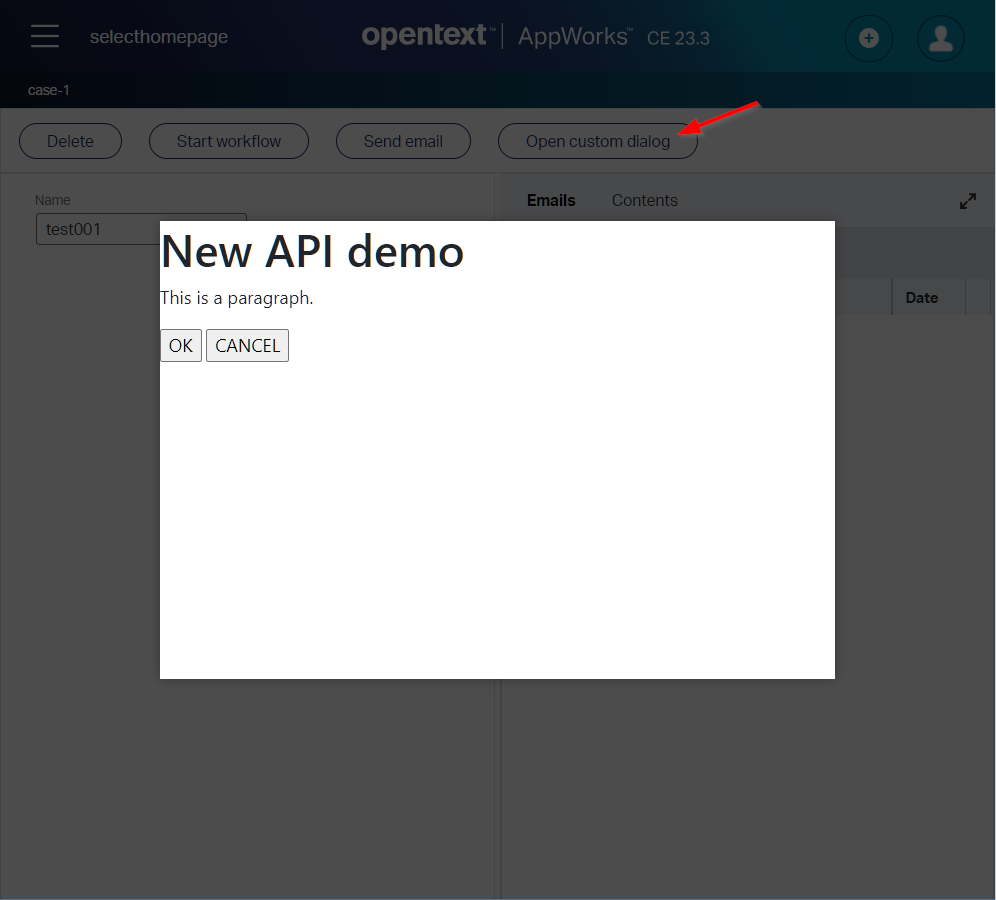 selecthomepage
opentext™ | AppWorks™ CE 23.3
case-1
Delete
Start workflow
Send email
Open custom dialog
Name
test001
Emails
Contents
Date
New API demo
This is a paragraph.
OK
CANCEL